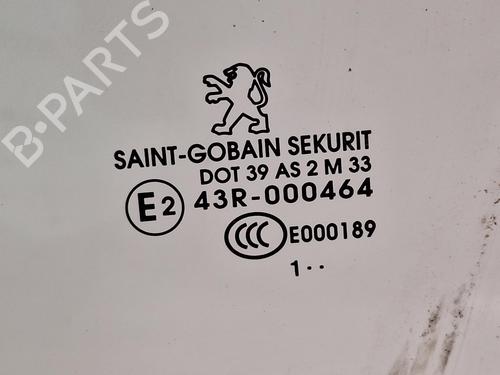 B-PARTS
SAINT-GOBAIN SEKURIT
DOT 39 AS 2 M 33
E2 43R-000464
CCC E000189
1··